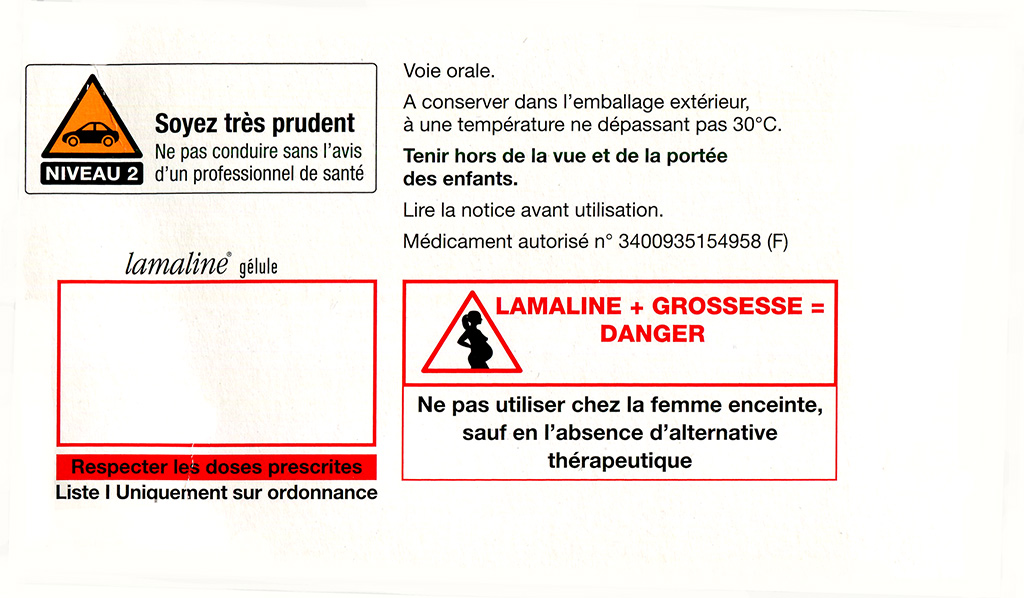 Soyez très prudent
Ne pas conduire sans l'avis
d'un professionnel de santé
NIVEAU 2
Voie orale.
A conserver dans l'emballage extérieur,
à une température ne dépassant pas 30°C.
Tenir hors de la vue et de la portée
des enfants.
Lire la notice avant utilisation.
Médicament autorisé n° 3400935154958 (F)
lamaline® gélule
Respecter les doses prescrites
Liste I Uniquement sur ordonnance
LAMALINE + GROSSESSE =
DANGER
Ne pas utiliser chez la femme enceinte,
sauf en l'absence d'alternative
thérapeutique